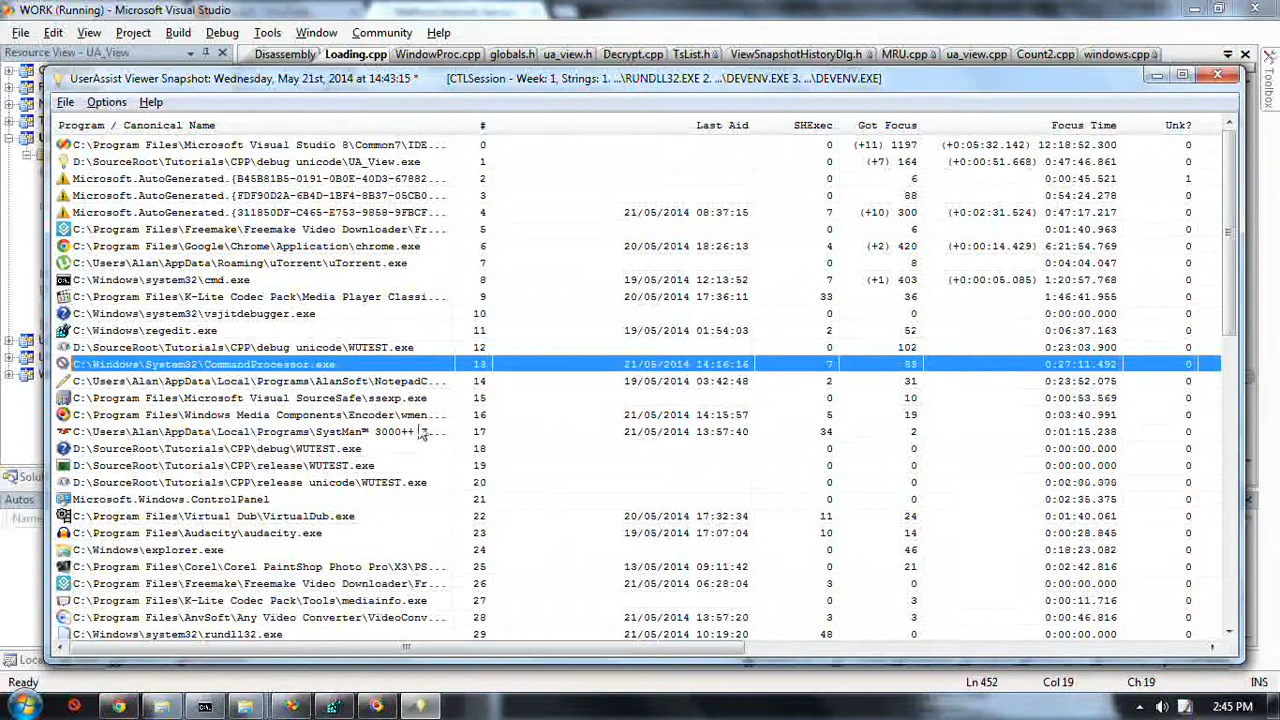 WORK (Running) - Microsoft Visual Studio
File Edit View Project Build Debug Tools Window Community Help
Resource View - UA_View
Disassembly Loading.cpp WindowProc.cpp globals.h ua_view.h Decrypt.cpp TsList.h ViewSnapshotHistoryDlg.h MRU.cpp ua_view.cpp Count2.cpp windows.cpp
Toolbox
UserAssist Viewer Snapshot: Wednesday, May 21st, 2014 at 14:43:15 * [CTLSession - Week: 1, Strings: 1. ...\RUNDLL32.EXE 2. ...\DEVENV.EXE 3. ...\DEVENV.EXE]
File Options Help
Program / Canonical Name # Last Aid SHExec Got Focus Focus Time Unk?
C:\Program Files\Microsoft Visual Studio 8\Common7\IDE... 0 0 (+11) 1197 (+0:05:32.142) 12:18:52.300 0
D:\SourceRoot\Tutorials\CPP\debug unicode\UA_View.exe 1 0 (+7) 164 (+0:00:51.668) 0:47:46.861 0
Microsoft.AutoGenerated.{B45B81B5-0191-0B0E-40D3-67882... 2 0 6 0:00:45.521 1
Microsoft.AutoGenerated.{FDF90D2A-6B4D-1BF4-8B37-05CB0... 3 0 88 0:54:24.278 0
Microsoft.AutoGenerated.{311850DF-C465-E753-9858-9FBCF... 4 21/05/2014 08:37:15 7 (+10) 300 (+0:02:31.524) 0:47:17.217 0
C:\Program Files\Freemake\Freemake Video Downloader\Fr... 5 0 6 0:01:40.963 0
C:\Program Files\Google\Chrome\Application\chrome.exe 6 20/05/2014 18:26:13 4 (+2) 420 (+0:00:14.429) 6:21:54.769 0
C:\Users\Alan\AppData\Roaming\uTorrent\uTorrent.exe 7 0 8 0:04:04.047 0
C:\Windows\system32\cmd.exe 8 19/05/2014 12:13:52 7 (+1) 403 (+0:00:05.085) 1:20:57.768 0
C:\Program Files\K-Lite Codec Pack\Media Player Classi... 9 20/05/2014 17:36:11 33 36 1:46:41.955 0
C:\Windows\system32\vsjitdebugger.exe 10 0 0 0:00:00.000 0
C:\Windows\regedit.exe 11 19/05/2014 01:54:03 2 52 0:06:37.163 0
D:\SourceRoot\Tutorials\CPP\debug unicode\WUTEST.exe 12 0 102 0:23:03.900 0
C:\Windows\System32\CommandProcessor.exe 13 21/05/2014 14:16:16 7 88 0:27:11.492 0
C:\Users\Alan\AppData\Local\Programs\AlanSoft\NotepadC... 14 19/05/2014 03:42:48 2 31 0:23:52.075 0
C:\Program Files\Microsoft Visual SourceSafe\ssexp.exe 15 0 10 0:00:53.569 0
C:\Program Files\Windows Media Components\Encoder\wmen... 16 21/05/2014 14:15:57 5 19 0:03:40.991 0
C:\Users\Alan\AppData\Local\Programs\SystMan™ 3000++ ... 17 21/05/2014 13:57:40 34 2 0:01:15.238 0
D:\SourceRoot\Tutorials\CPP\debug\WUTEST.exe 18 0 0 0:00:00.000 0
D:\SourceRoot\Tutorials\CPP\release\WUTEST.exe 19 0 0 0:00:00.000 0
D:\SourceRoot\Tutorials\CPP\release unicode\WUTEST.exe 20 0 0 0
Microsoft.Windows.ControlPanel 21 0 0 0:02:35.375 0
C:\Program Files\Virtual Dub\VirtualDub.exe 22 20/05/2014 17:32:34 11 24 0:01:40.061 0
C:\Program Files\Audacity\audacity.exe 23 19/05/2014 17:07:04 10 14 0:00:28.845 0
C:\Windows\explorer.exe 24 0 46 0:18:23.082 0
C:\Program Files\Corel\Corel PaintShop Photo Pro\X3\PS... 25 13/05/2014 09:11:42 0 21 0:02:42.816 0
C:\Program Files\Freemake\Freemake Video Downloader\Fr... 26 21/05/2014 06:28:04 3 0 0:00:00.000 0
C:\Program Files\K-Lite Codec Pack\Tools\mediainfo.exe 27 0 3 0:00:11.716 0
C:\Program Files\AnvSoft\Any Video Converter\VideoConv... 28 21/05/2014 13:57:20 3 3 0:00:46.816 0
C:\Windows\system32\rundll32.exe 29 21/05/2014 10:19:20 48 0 0:00:00.000 0
Solu
Autos
Name
Loca
Ready Ln 452 Col 19 Ch 19 INS
2:45 PM